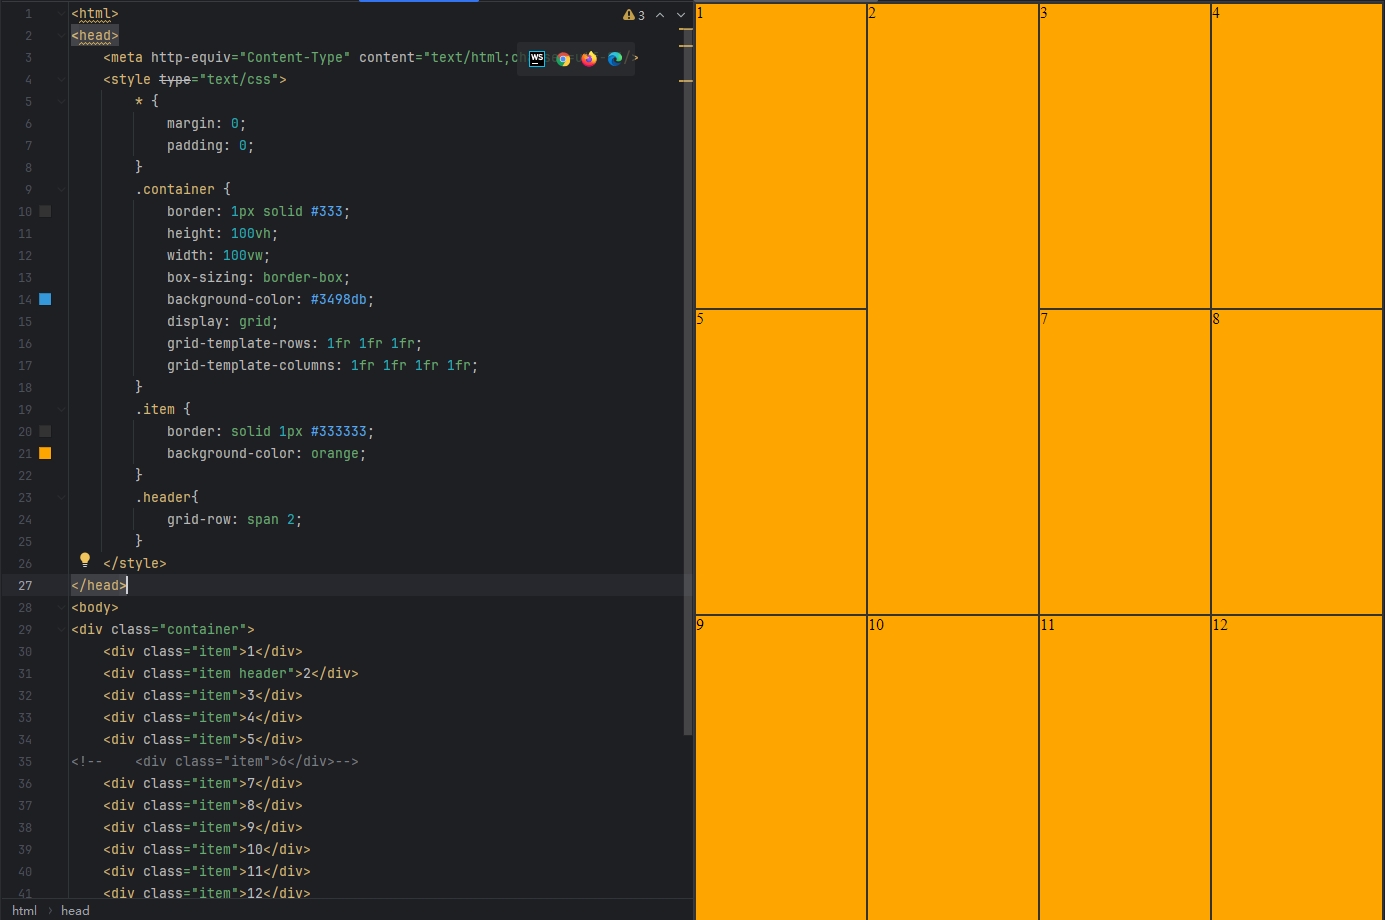 1 <html>
2 <head>
3 <meta http-equiv="Content-Type" content="text/html;
4 <style type="text/css">
5 * {
6 margin: 0;
7 padding: 0;
8 }
9 .container {
10 border: 1px solid #333;
11 height: 100vh;
12 width: 100vw;
13 box-sizing: border-box;
14 background-color: #3498db;
15 display: grid;
16 grid-template-rows: 1fr 1fr 1fr;
17 grid-template-columns: 1fr 1fr 1fr 1fr;
18 }
19 .item {
20 border: solid 1px #333333;
21 background-color: orange;
22 }
23 .header{
24 grid-row: span 2;
25 }
26 </style>
27 </head>
28 <body>
29 <div class="container">
30 <div class="item">1</div>
31 <div class="item header">2</div>
32 <div class="item">3</div>
33 <div class="item">4</div>
34 <div class="item">5</div>
35 <!-- <div class="item">6</div>-->
36 <div class="item">7</div>
37 <div class="item">8</div>
38 <div class="item">9</div>
39 <div class="item">10</div>
40 <div class="item">11</div>
41 <div class="item">12</div>
html > head
3
WS
1 2 3 4
5 7 8
9 10 11 12